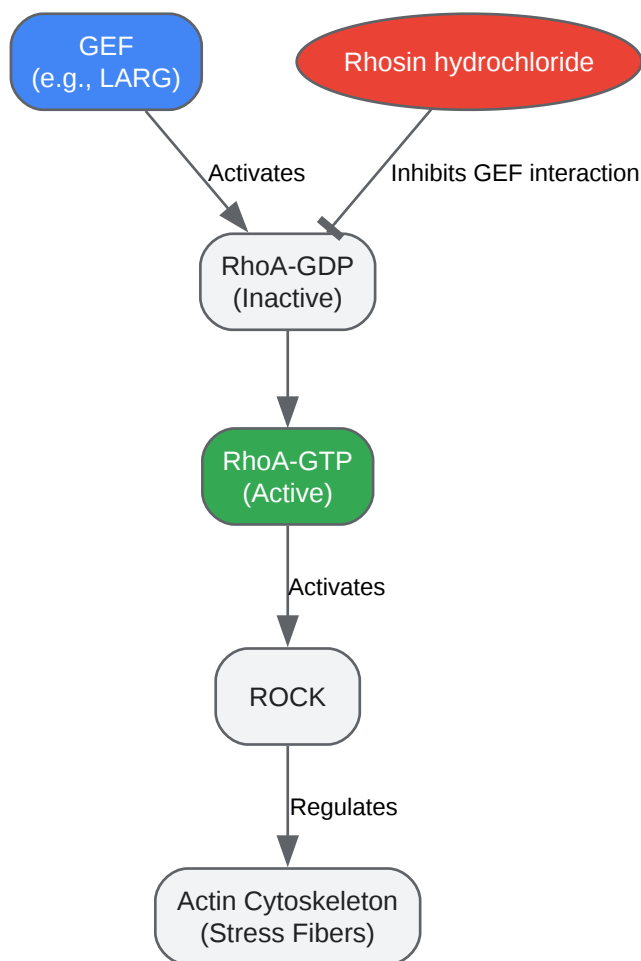 GEF
(e.g., LARG)
Rhosin hydrochloride
Activates
Inhibits GEF interaction
RhoA-GDP
(Inactive)
RhoA-GTP
(Active)
Activates
ROCK
Regulates
Actin Cytoskeleton
(Stress Fibers)